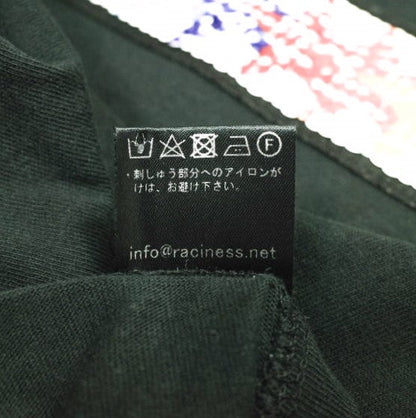 F
・刺しゅう部分へのアイロンが
けは、お避け下さい。
info@raciness.net